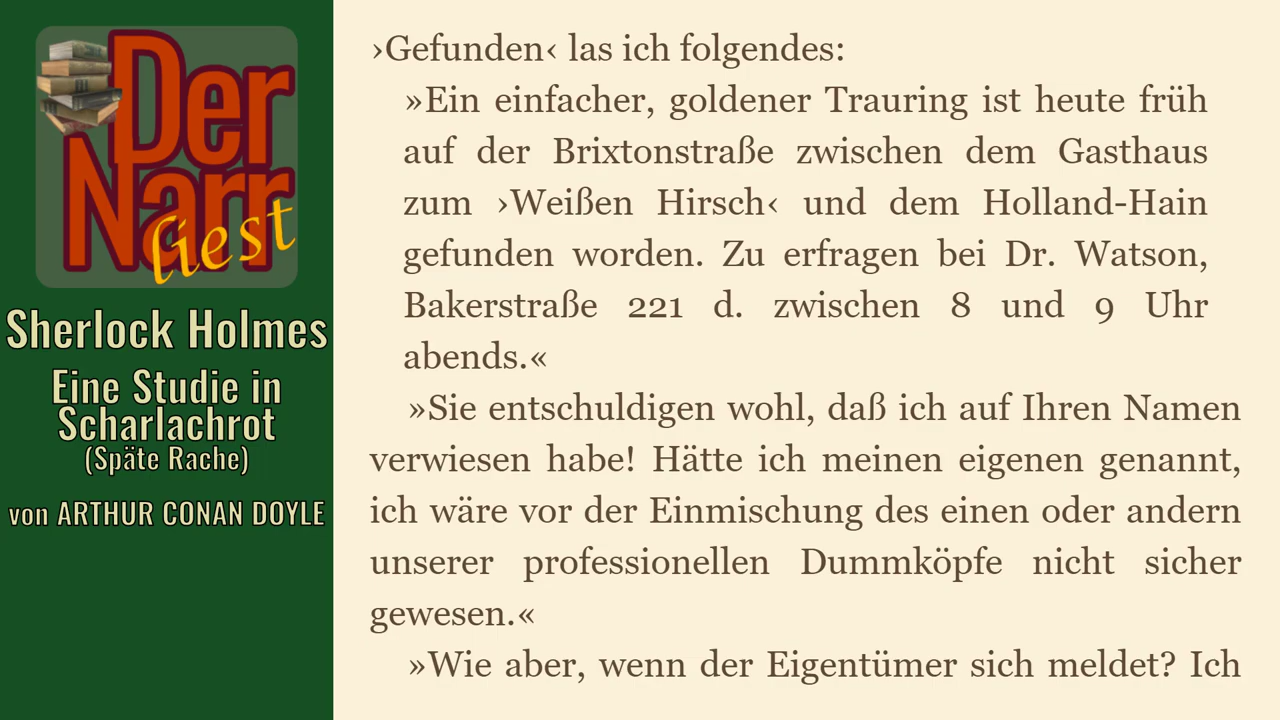 Der
Narr
liest
Sherlock Holmes
Eine Studie in
Scharlachrot
(Späte Rache)
von ARTHUR CONAN DOYLE
›Gefunden‹ las ich folgendes:
»Ein einfacher, goldener Trauring ist heute früh
auf der Brixtonstraße zwischen dem Gasthaus
zum ›Weißen Hirsch‹ und dem Holland-Hain
gefunden worden. Zu erfragen bei Dr. Watson,
Bakerstraße 221 d. zwischen 8 und 9 Uhr
abends.«
»Sie entschuldigen wohl, daß ich auf Ihren Namen
verwiesen habe! Hätte ich meinen eigenen genannt,
ich wäre vor der Einmischung des einen oder andern
unserer professionellen Dummköpfe nicht sicher
gewesen.«
»Wie aber, wenn der Eigentümer sich meldet? Ich